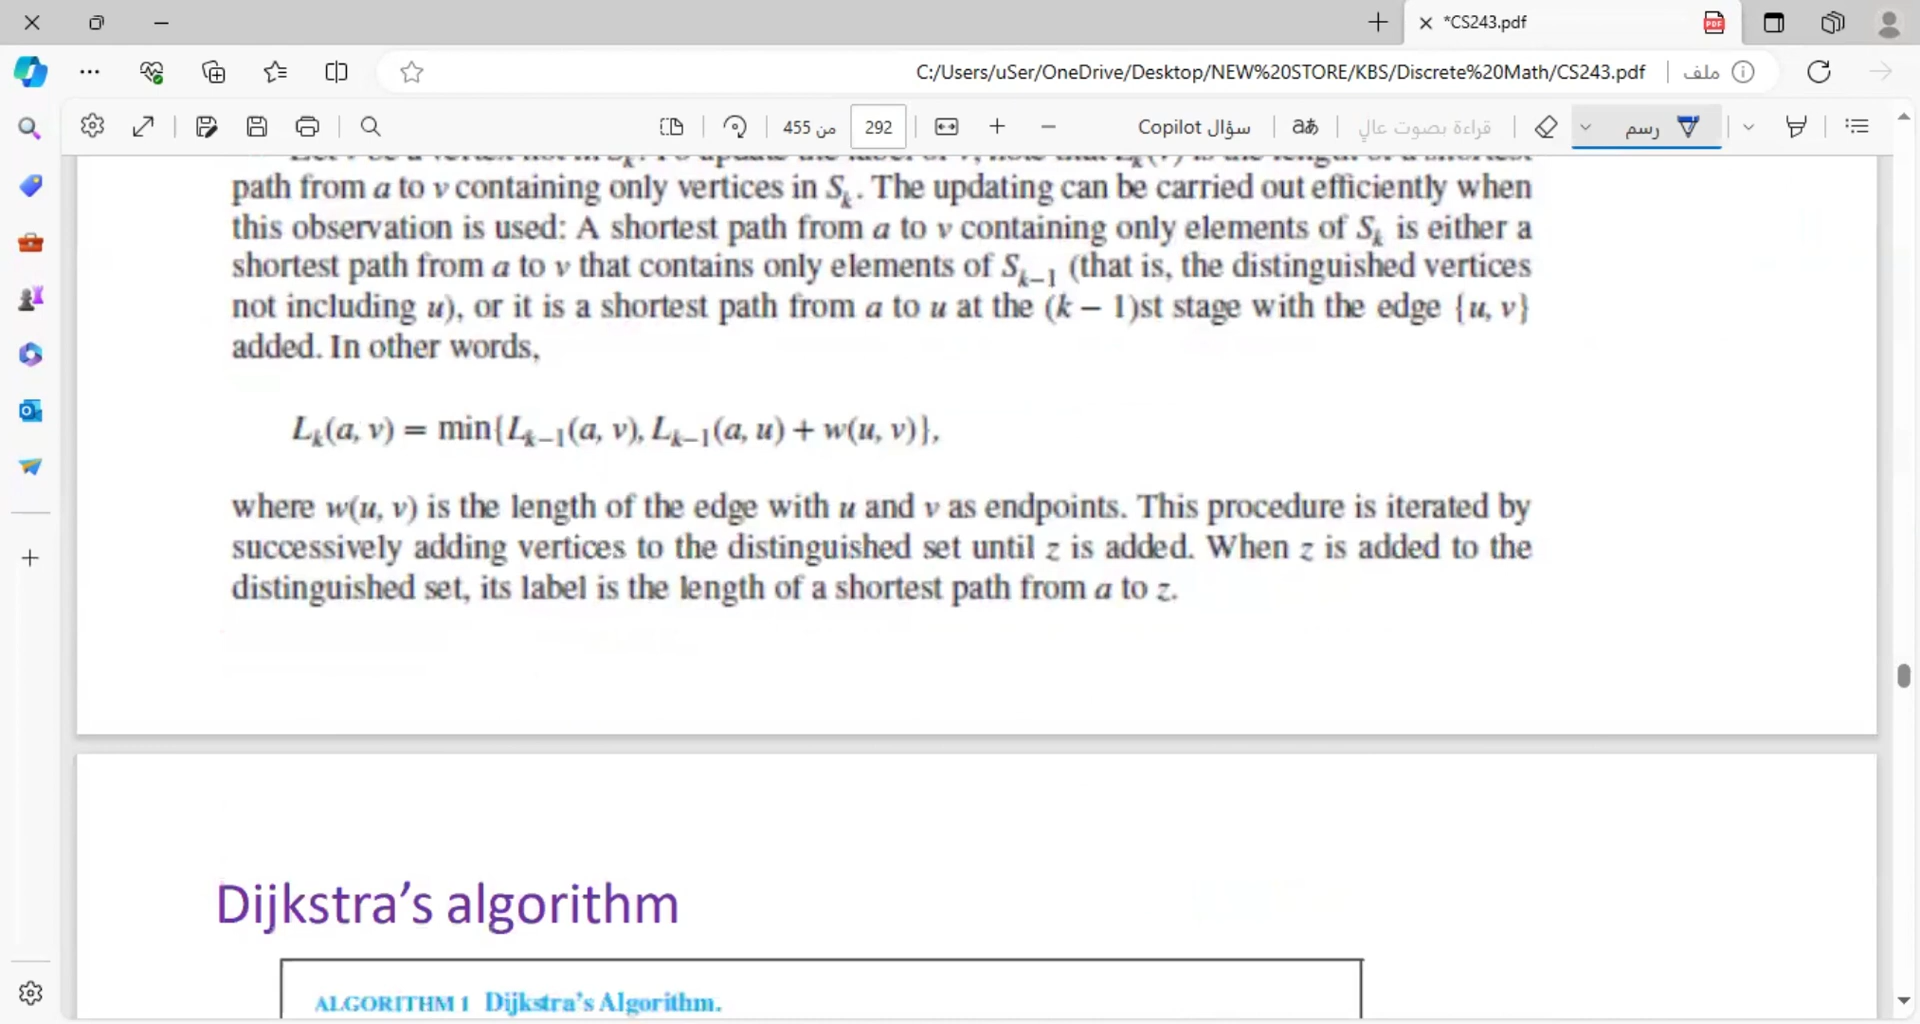 *CS243.pdf
C:/Users/uSer/OneDrive/Desktop/NEW%20STORE/KBS/Discrete%20Math/CS243.pdf
ملف
292 من 455
سؤال Copilot
قراءة بصوت عالٍ
رسم
path from a to v containing only vertices in Sₖ. The updating can be carried out efficiently when
this observation is used: A shortest path from a to v containing only elements of Sₖ is either a
shortest path from a to v that contains only elements of Sₖ₋₁ (that is, the distinguished vertices
not including u), or it is a shortest path from a to u at the (k − 1)st stage with the edge {u, v}
added. In other words,
Lₖ(a, v) = min{Lₖ₋₁(a, v), Lₖ₋₁(a, u) + w(u, v)},
where w(u, v) is the length of the edge with u and v as endpoints. This procedure is iterated by
successively adding vertices to the distinguished set until z is added. When z is added to the
distinguished set, its label is the length of a shortest path from a to z.
Dijkstra's algorithm
ALGORITHM 1 Dijkstra's Algorithm.